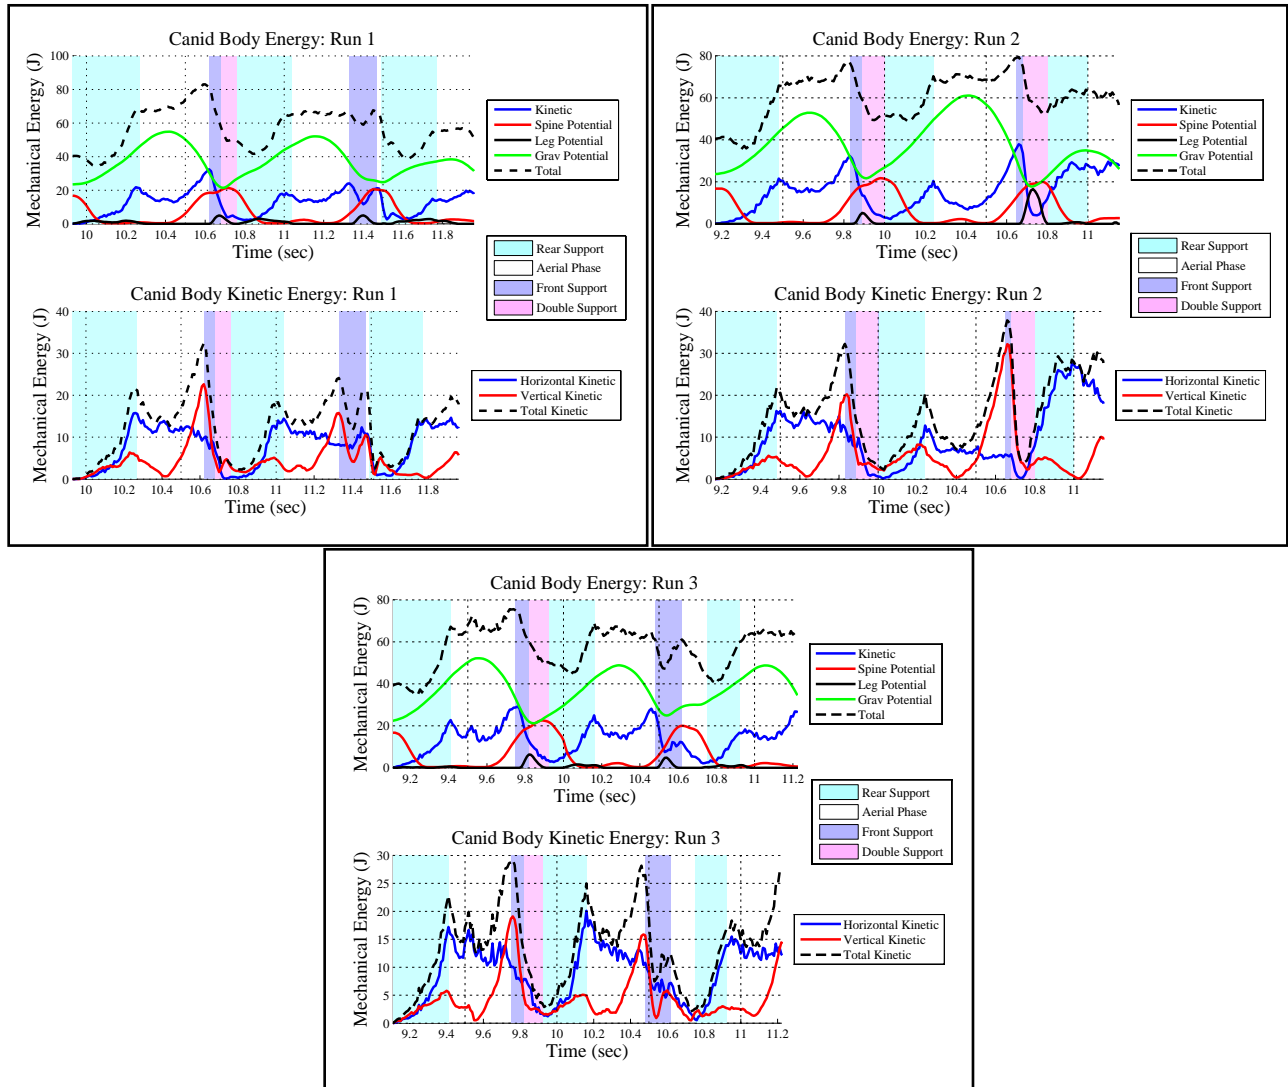 Canid Body Energy: Run 1
Mechanical Energy (J)
100
80
60
40
20
0
10 10.2 10.4 10.6 10.8 11 11.2 11.4 11.6 11.8
Time (sec)
Kinetic
Spine Potential
Leg Potential
Grav Potential
Total
Rear Support
Aerial Phase
Front Support
Double Support
Canid Body Kinetic Energy: Run 1
Mechanical Energy (J)
40
30
20
10
0
10 10.2 10.4 10.6 10.8 11 11.2 11.4 11.6 11.8
Time (sec)
Horizontal Kinetic
Vertical Kinetic
Total Kinetic
Canid Body Energy: Run 2
Mechanical Energy (J)
80
60
40
20
0
9.2 9.4 9.6 9.8 10 10.2 10.4 10.6 10.8 11
Time (sec)
Kinetic
Spine Potential
Leg Potential
Grav Potential
Total
Rear Support
Aerial Phase
Front Support
Double Support
Canid Body Kinetic Energy: Run 2
Mechanical Energy (J)
40
30
20
10
0
9.2 9.4 9.6 9.8 10 10.2 10.4 10.6 10.8 11
Time (sec)
Horizontal Kinetic
Vertical Kinetic
Total Kinetic
Canid Body Energy: Run 3
Mechanical Energy (J)
80
60
40
20
0
9.2 9.4 9.6 9.8 10 10.2 10.4 10.6 10.8 11 11.2
Time (sec)
Kinetic
Spine Potential
Leg Potential
Grav Potential
Total
Rear Support
Aerial Phase
Front Support
Double Support
Canid Body Kinetic Energy: Run 3
Mechanical Energy (J)
30
25
20
15
10
5
0
9.2 9.4 9.6 9.8 10 10.2 10.4 10.6 10.8 11 11.2
Time (sec)
Horizontal Kinetic
Vertical Kinetic
Total Kinetic